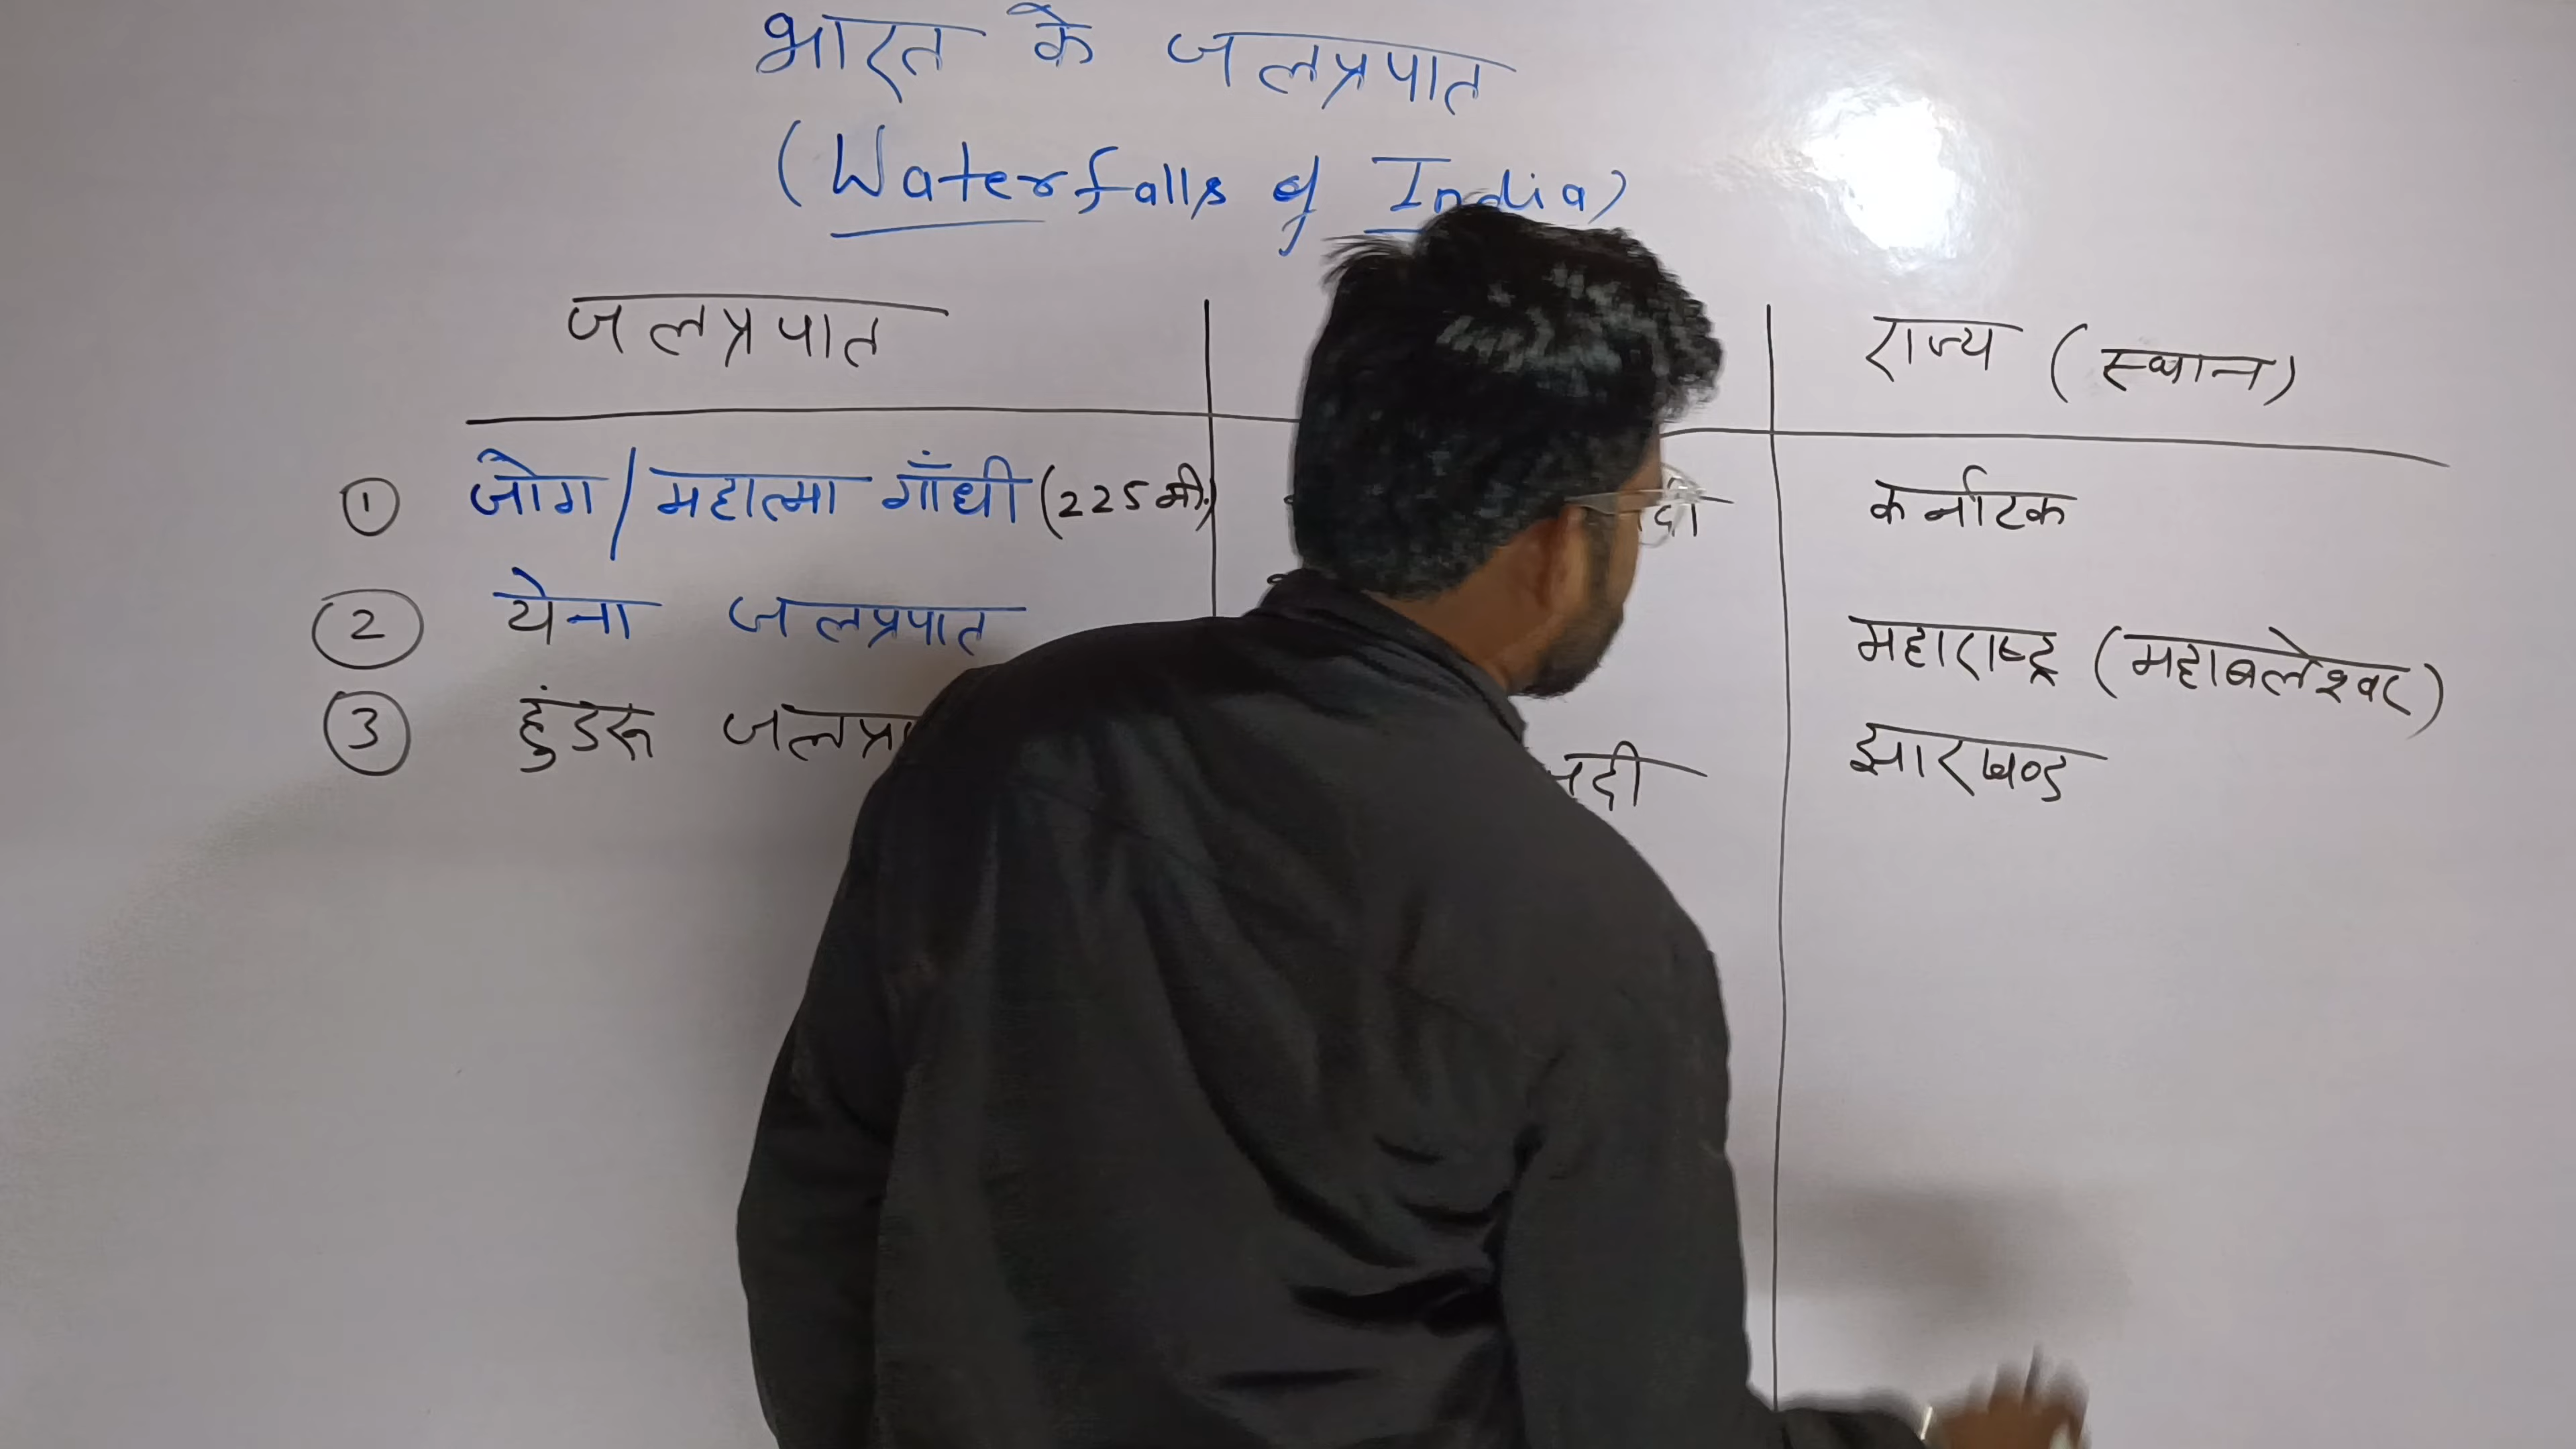 भारत के जलप्रपात
(Waterfalls of India)
जलप्रपात राज्य (स्थान)
① जोग/महात्मा गाँधी (225 मी.) कर्नाटक
② येना जलप्रपात महाराष्ट्र (महाबलेश्वर)
③ हुंडरू नदी झारखण्ड